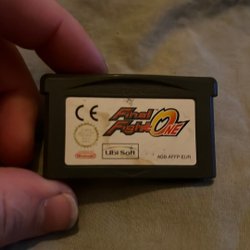 CE
Final
Fight ONE
Nintendo
UBI SOFT
AGB-AFFP-EUR